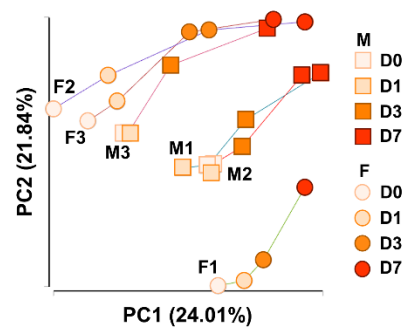 M
D0
D1
D3
D7
F
D0
D1
D3
D7
F2
F3
M3
M1
M2
F1
PC2 (21.84%)
PC1 (24.01%)